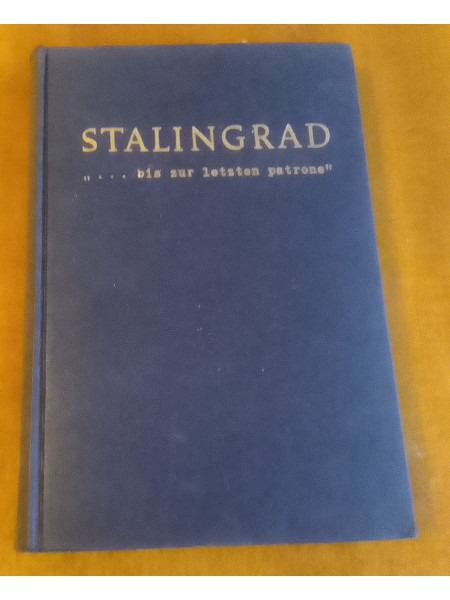 STALINGRAD
„... bis zur letzten patrone"